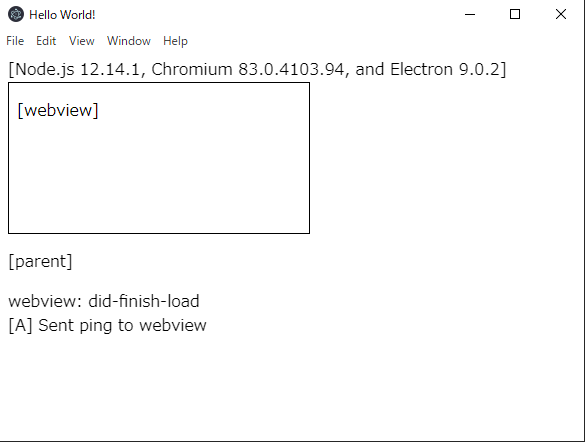 Hello World!
File Edit View Window Help
[Node.js 12.14.1, Chromium 83.0.4103.94, and Electron 9.0.2]
[webview]
[parent]
webview: did-finish-load
[A] Sent ping to webview